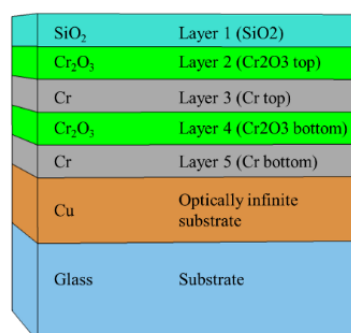 SiO₂ Layer 1 (SiO2)
Cr₂O₃ Layer 2 (Cr2O3 top)
Cr Layer 3 (Cr top)
Cr₂O₃ Layer 4 (Cr2O3 bottom)
Cr Layer 5 (Cr bottom)
Cu Optically infinite
substrate
Glass Substrate